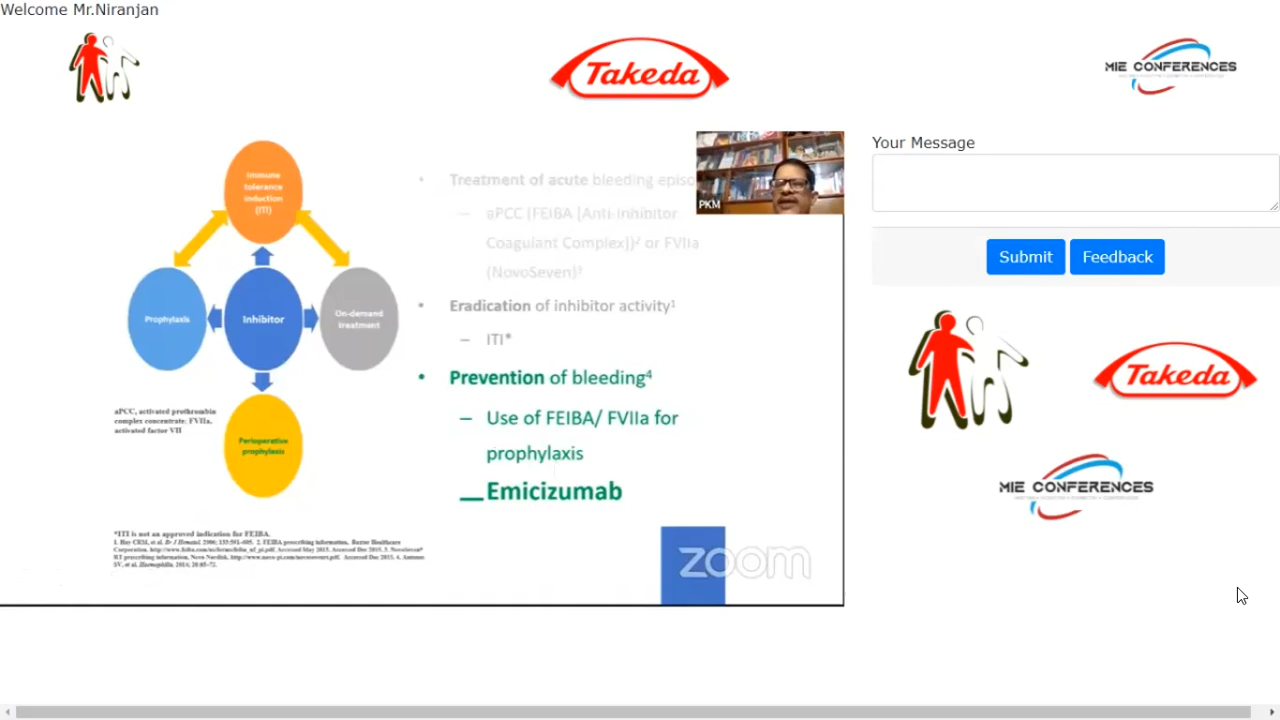 Welcome Mr.Niranjan
Takeda
MIE CONFERENCES
Immune
tolerance
induction
(ITI)
Prophylaxis
Inhibitor
On-demand
treatment
Perioperative
prophylaxis
aPCC, activated prothrombin
complex concentrate; FVIIa,
activated factor VII
• Treatment of acute bleeding episo
– aPCC (FEIBA [Anti-Inhibitor
Coagulant Complex])² or FVIIa
(NovoSeven)³
• Eradication of inhibitor activity¹
– ITI*
• Prevention of bleeding⁴
– Use of FEIBA/ FVIIa for
prophylaxis
Emicizumab
PKM
*ITI is not an approved indication for FEIBA.
zoom
Your Message
Submit
Feedback
Takeda
MIE CONFERENCES